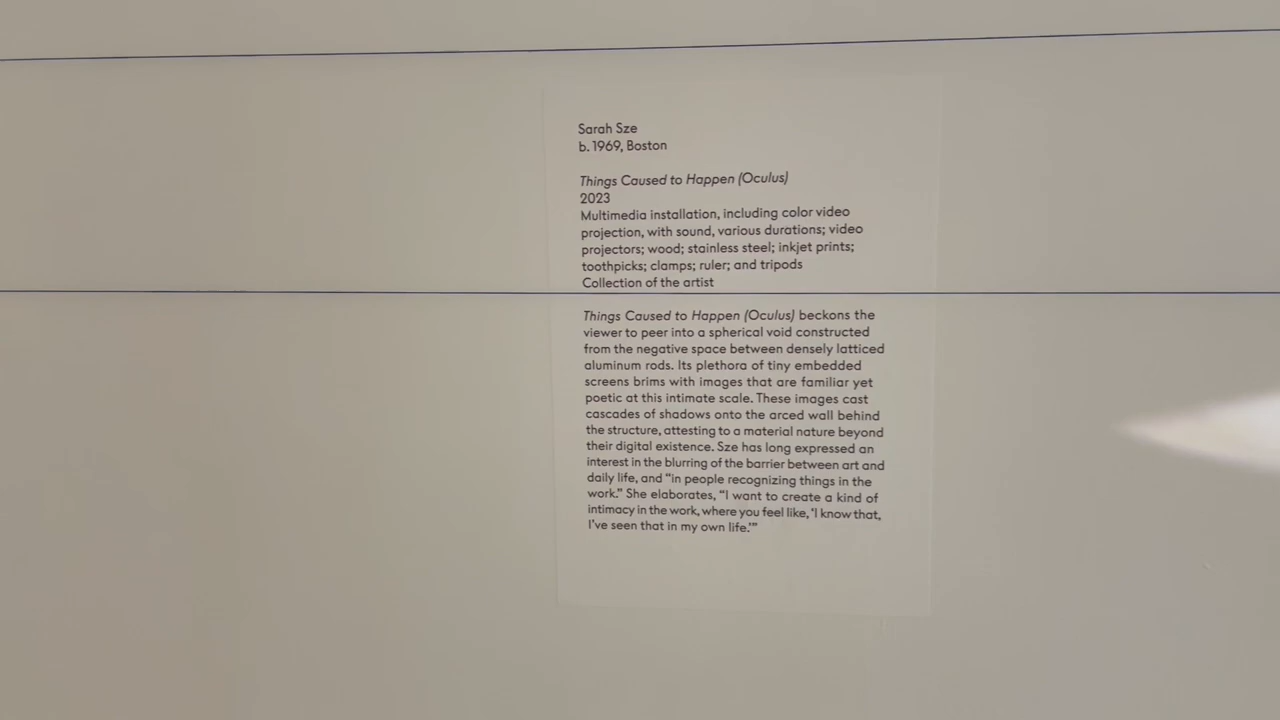 Sarah Sze
b. 1969, Boston
Things Caused to Happen (Oculus)
2023
Multimedia installation, including color video
projection, with sound, various durations; video
projectors; wood; stainless steel; inkjet prints;
toothpicks; clamps; ruler; and tripods
Collection of the artist
Things Caused to Happen (Oculus) beckons the
viewer to peer into a spherical void constructed
from the negative space between densely latticed
aluminum rods. Its plethora of tiny embedded
screens brims with images that are familiar yet
poetic at this intimate scale. These images cast
cascades of shadows onto the arced wall behind
the structure, attesting to a material nature beyond
their digital existence. Sze has long expressed an
interest in the blurring of the barrier between art and
daily life, and “in people recognizing things in the
work.” She elaborates, “I want to create a kind of
intimacy in the work, where you feel like, ‘I know that,
I’ve seen that in my own life.’”